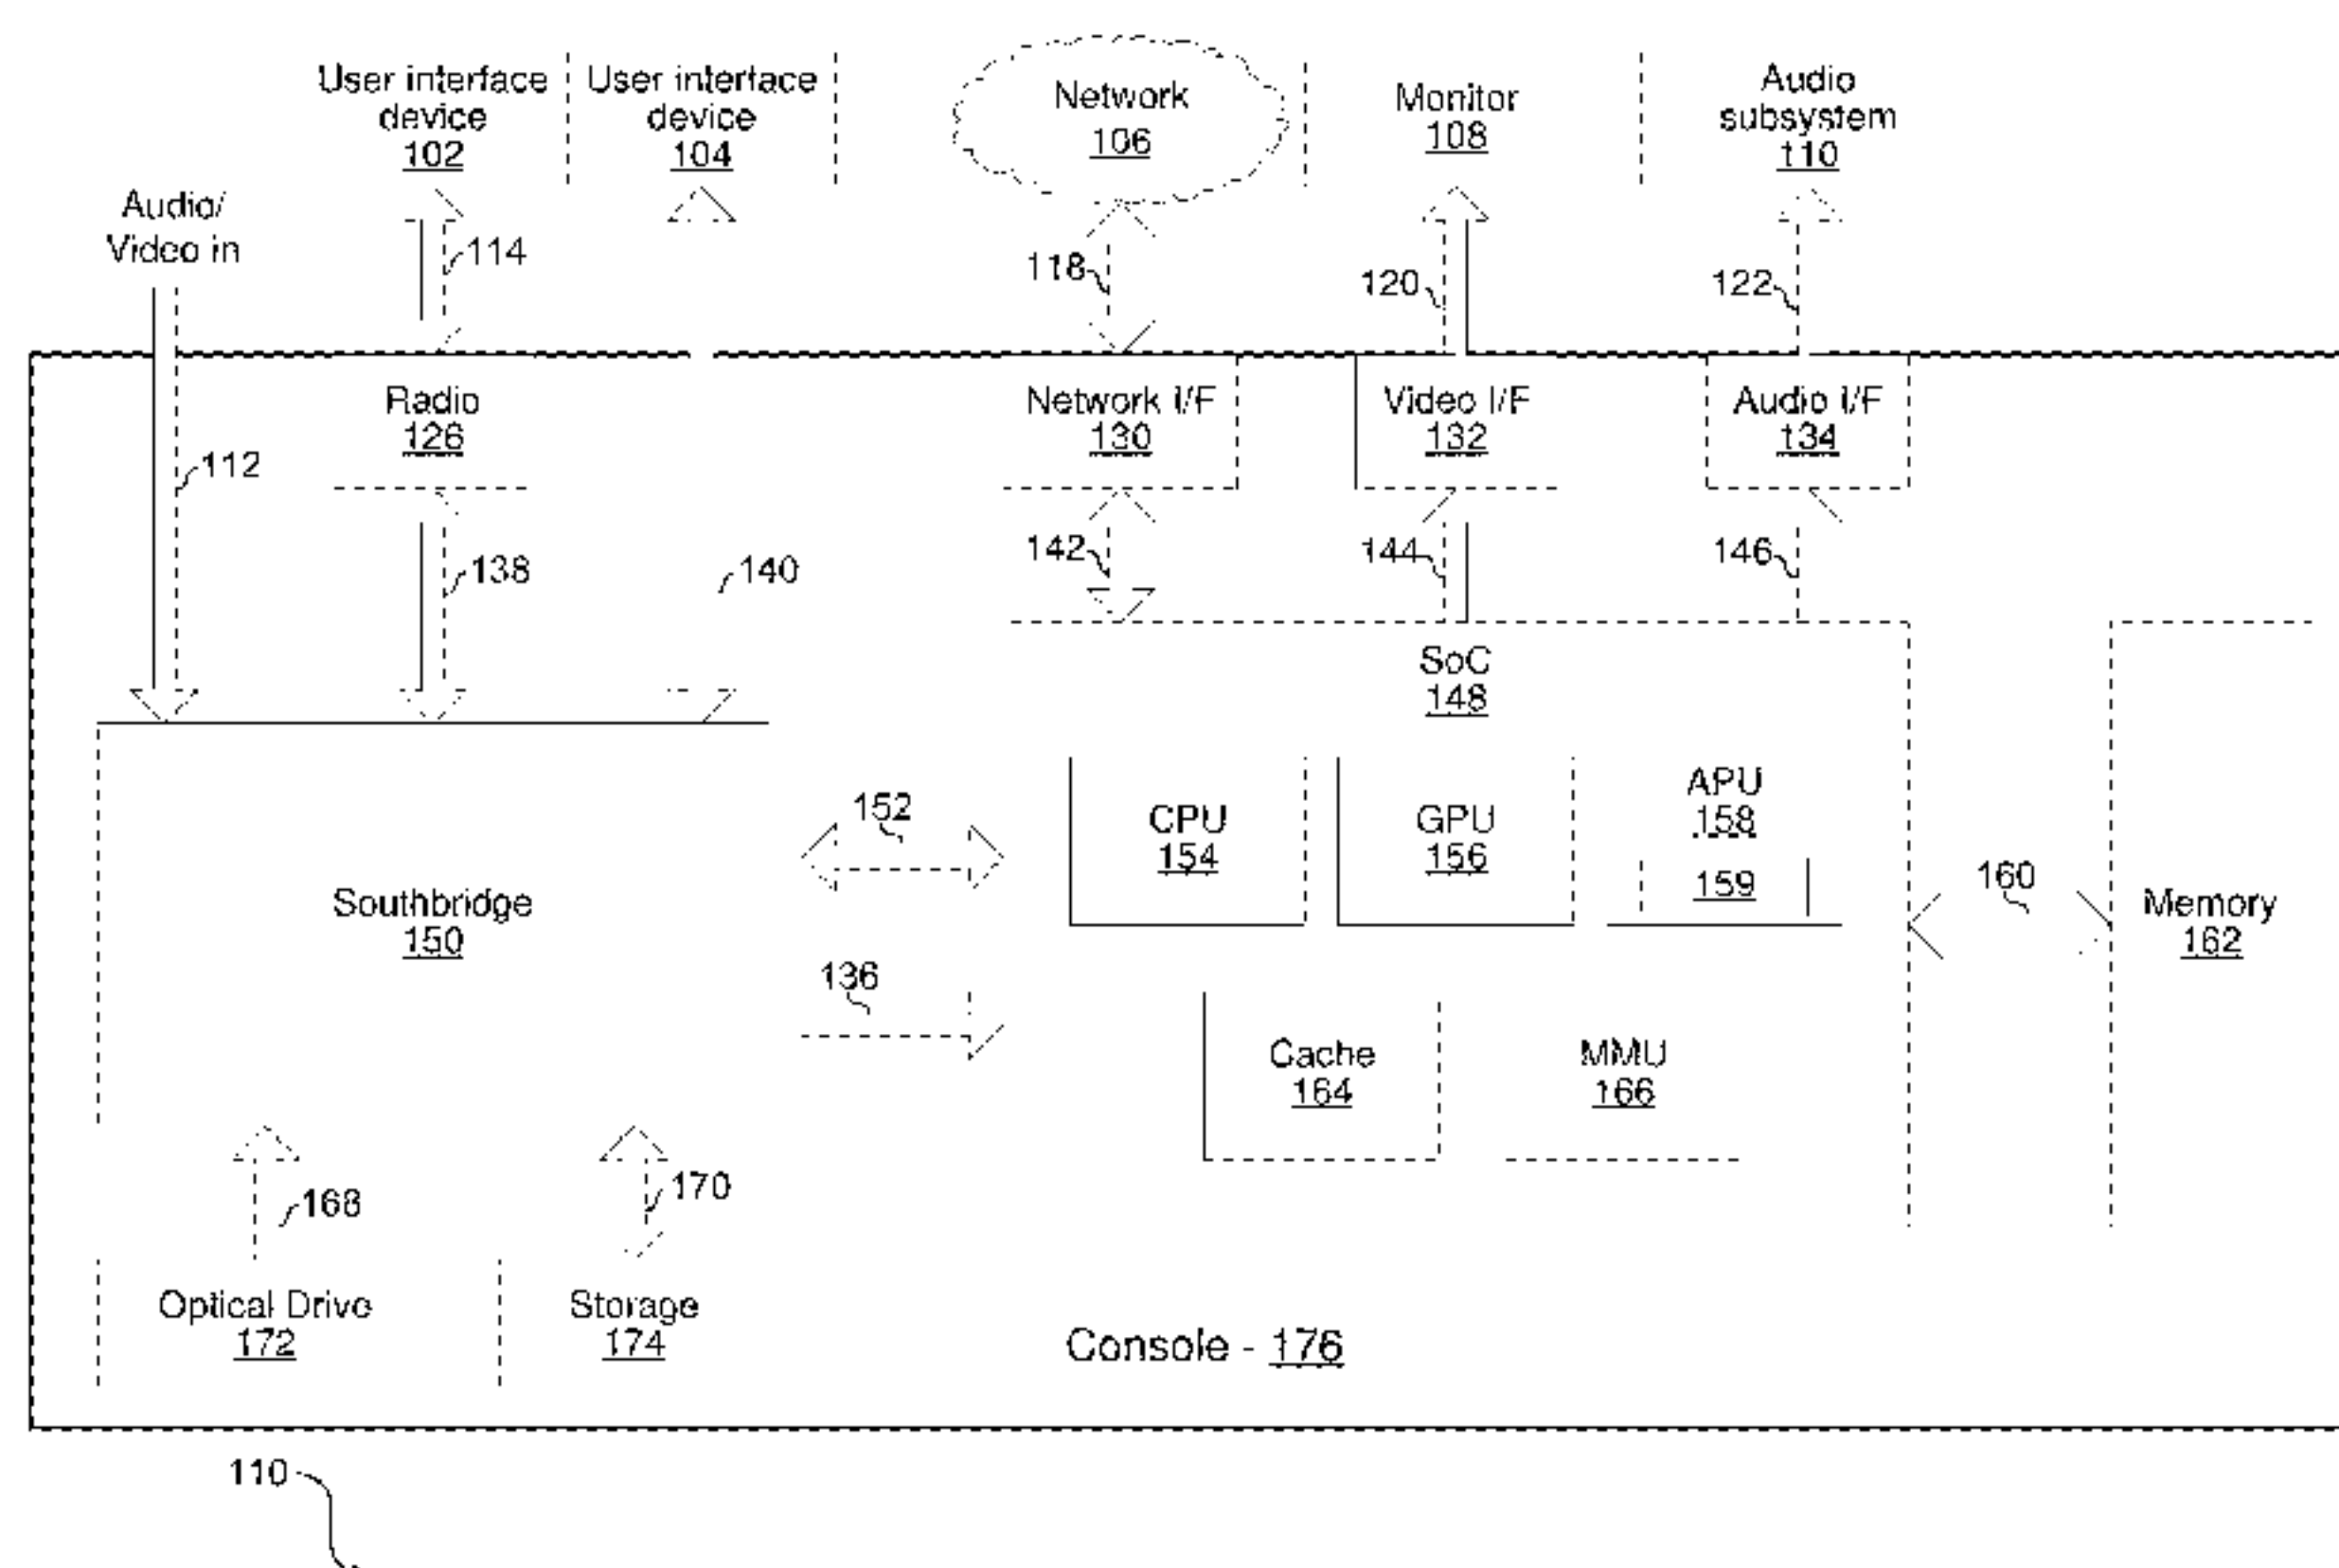 User interface
device
102
User interface
device
104
Network
106
Monitor
108
Audio
subsystem
110
Audio/
Video in
114
118
120
122
Radio
126
Network I/F
130
Video I/F
132
Audio I/F
134
112
138
140
142
144
146
SoC
148
CPU
154
GPU
156
APU
158
159
152
160
Southbridge
150
Memory
162
136
Cache
164
MMU
166
168
170
Optical Drive
172
Storage
174
Console - 176
110